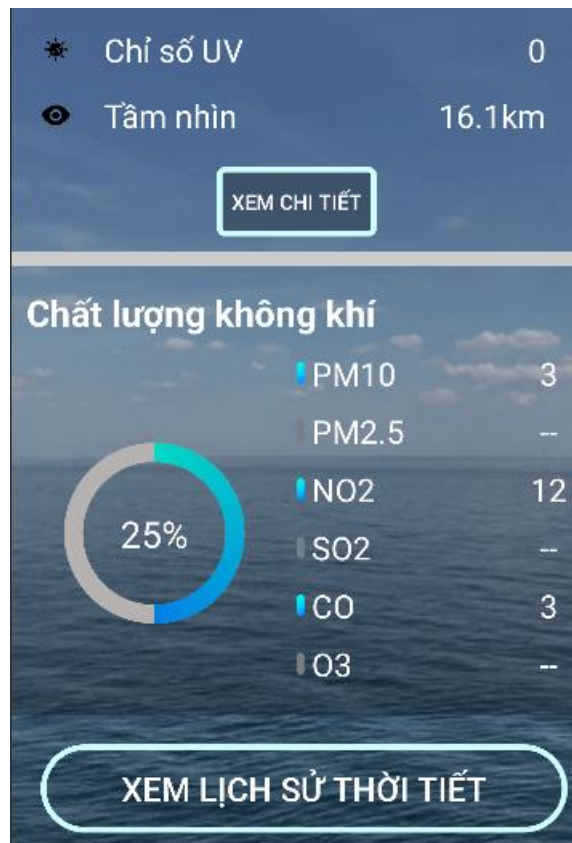 Chỉ số UV 0
Tầm nhìn 16.1km
XEM CHI TIẾT
Chất lượng không khí
PM10 3
PM2.5 --
NO2 12
25%
SO2 --
CO 3
O3 --
XEM LỊCH SỬ THỜI TIẾT